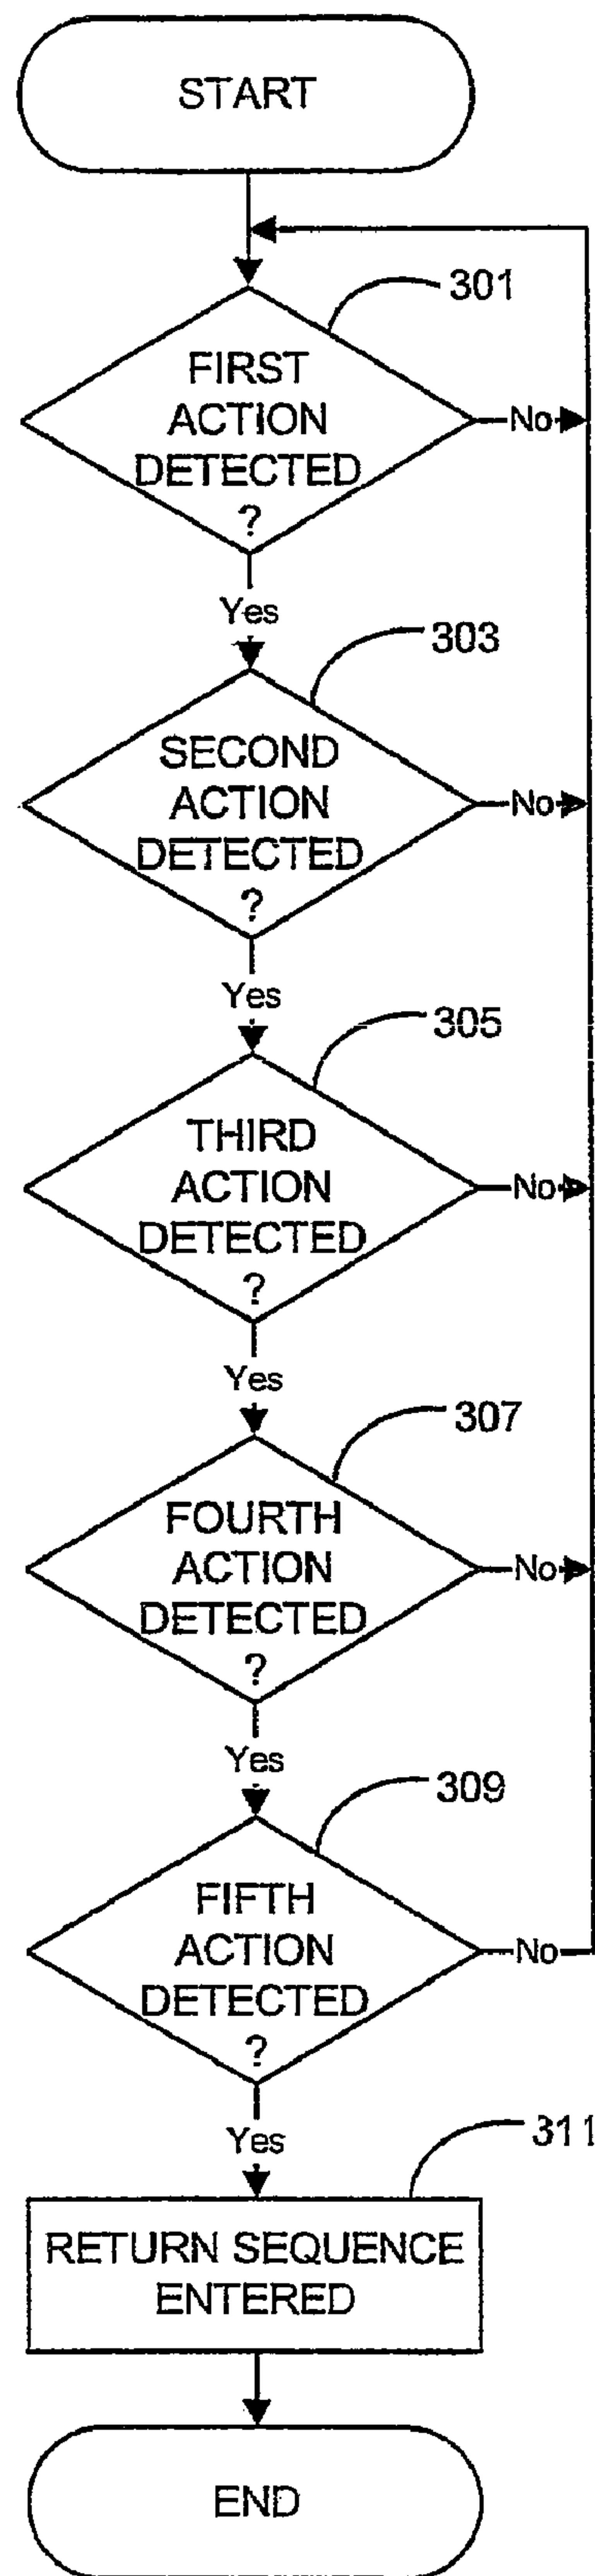 START
301
FIRST
ACTION
DETECTED
?
No
Yes
303
SECOND
ACTION
DETECTED
?
No
Yes
305
THIRD
ACTION
DETECTED
?
No
Yes
307
FOURTH
ACTION
DETECTED
?
No
Yes
309
FIFTH
ACTION
DETECTED
?
No
Yes
311
RETURN SEQUENCE
ENTERED
END